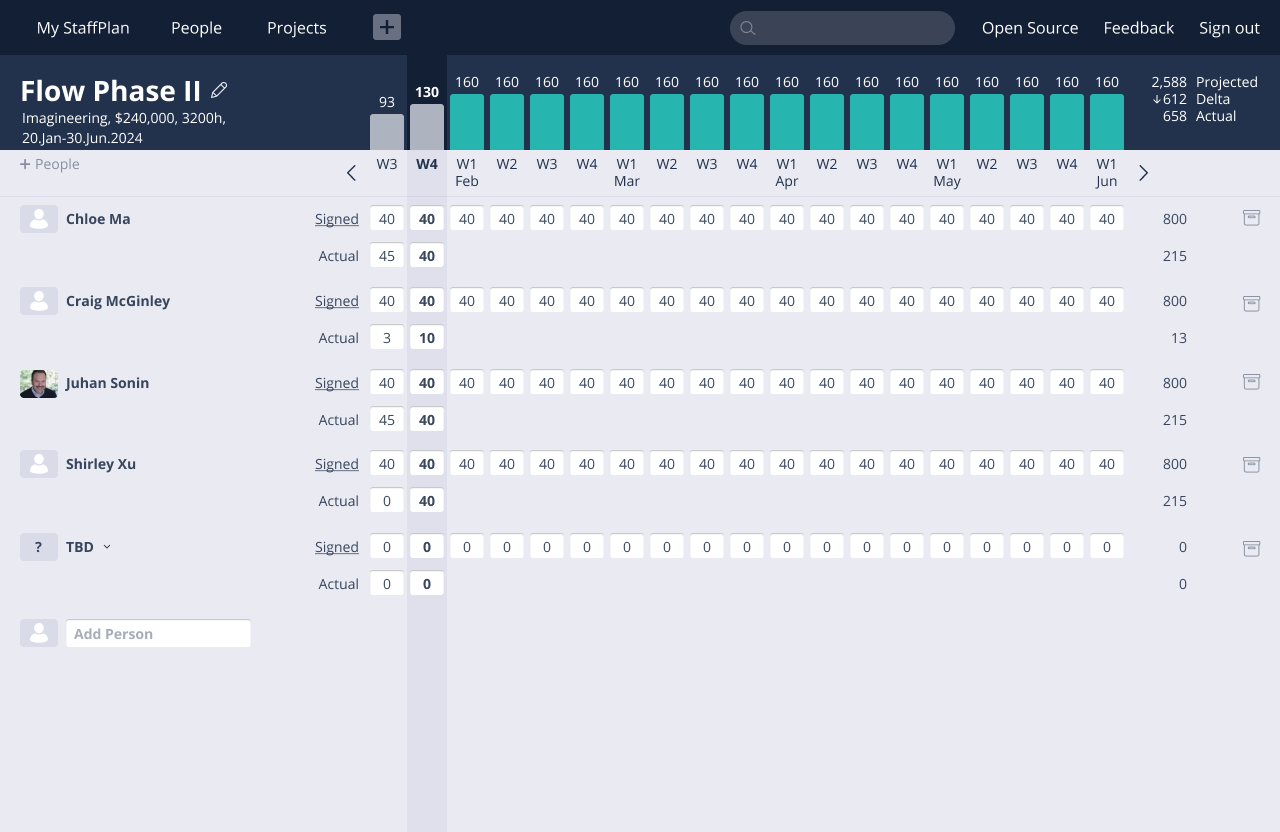 My StaffPlan People Projects + Open Source Feedback Sign out
Flow Phase II
Imagineering, $240,000, 3200h,
20.Jan-30.Jun.2024
93 130 160 160 160 160 160 160 160 160 160 160 160 160 160 160 160 160 160
2,588 Projected
↓612 Delta
658 Actual
+ People
W3 W4 W1 W2 W3 W4 W1 W2 W3 W4 W1 W2 W3 W4 W1 W2 W3 W4 W1
Feb Mar Apr May Jun
Chloe Ma Signed 40 40 40 40 40 40 40 40 40 40 40 40 40 40 40 40 40 40 40 800
Actual 45 40 215
Craig McGinley Signed 40 40 40 40 40 40 40 40 40 40 40 40 40 40 40 40 40 40 40 800
Actual 3 10 13
Juhan Sonin Signed 40 40 40 40 40 40 40 40 40 40 40 40 40 40 40 40 40 40 40 800
Actual 45 40 215
Shirley Xu Signed 40 40 40 40 40 40 40 40 40 40 40 40 40 40 40 40 40 40 40 800
Actual 0 40 215
? TBD Signed 0 0 0 0 0 0 0 0 0 0 0 0 0 0 0 0 0 0 0 0
Actual 0 0 0
Add Person